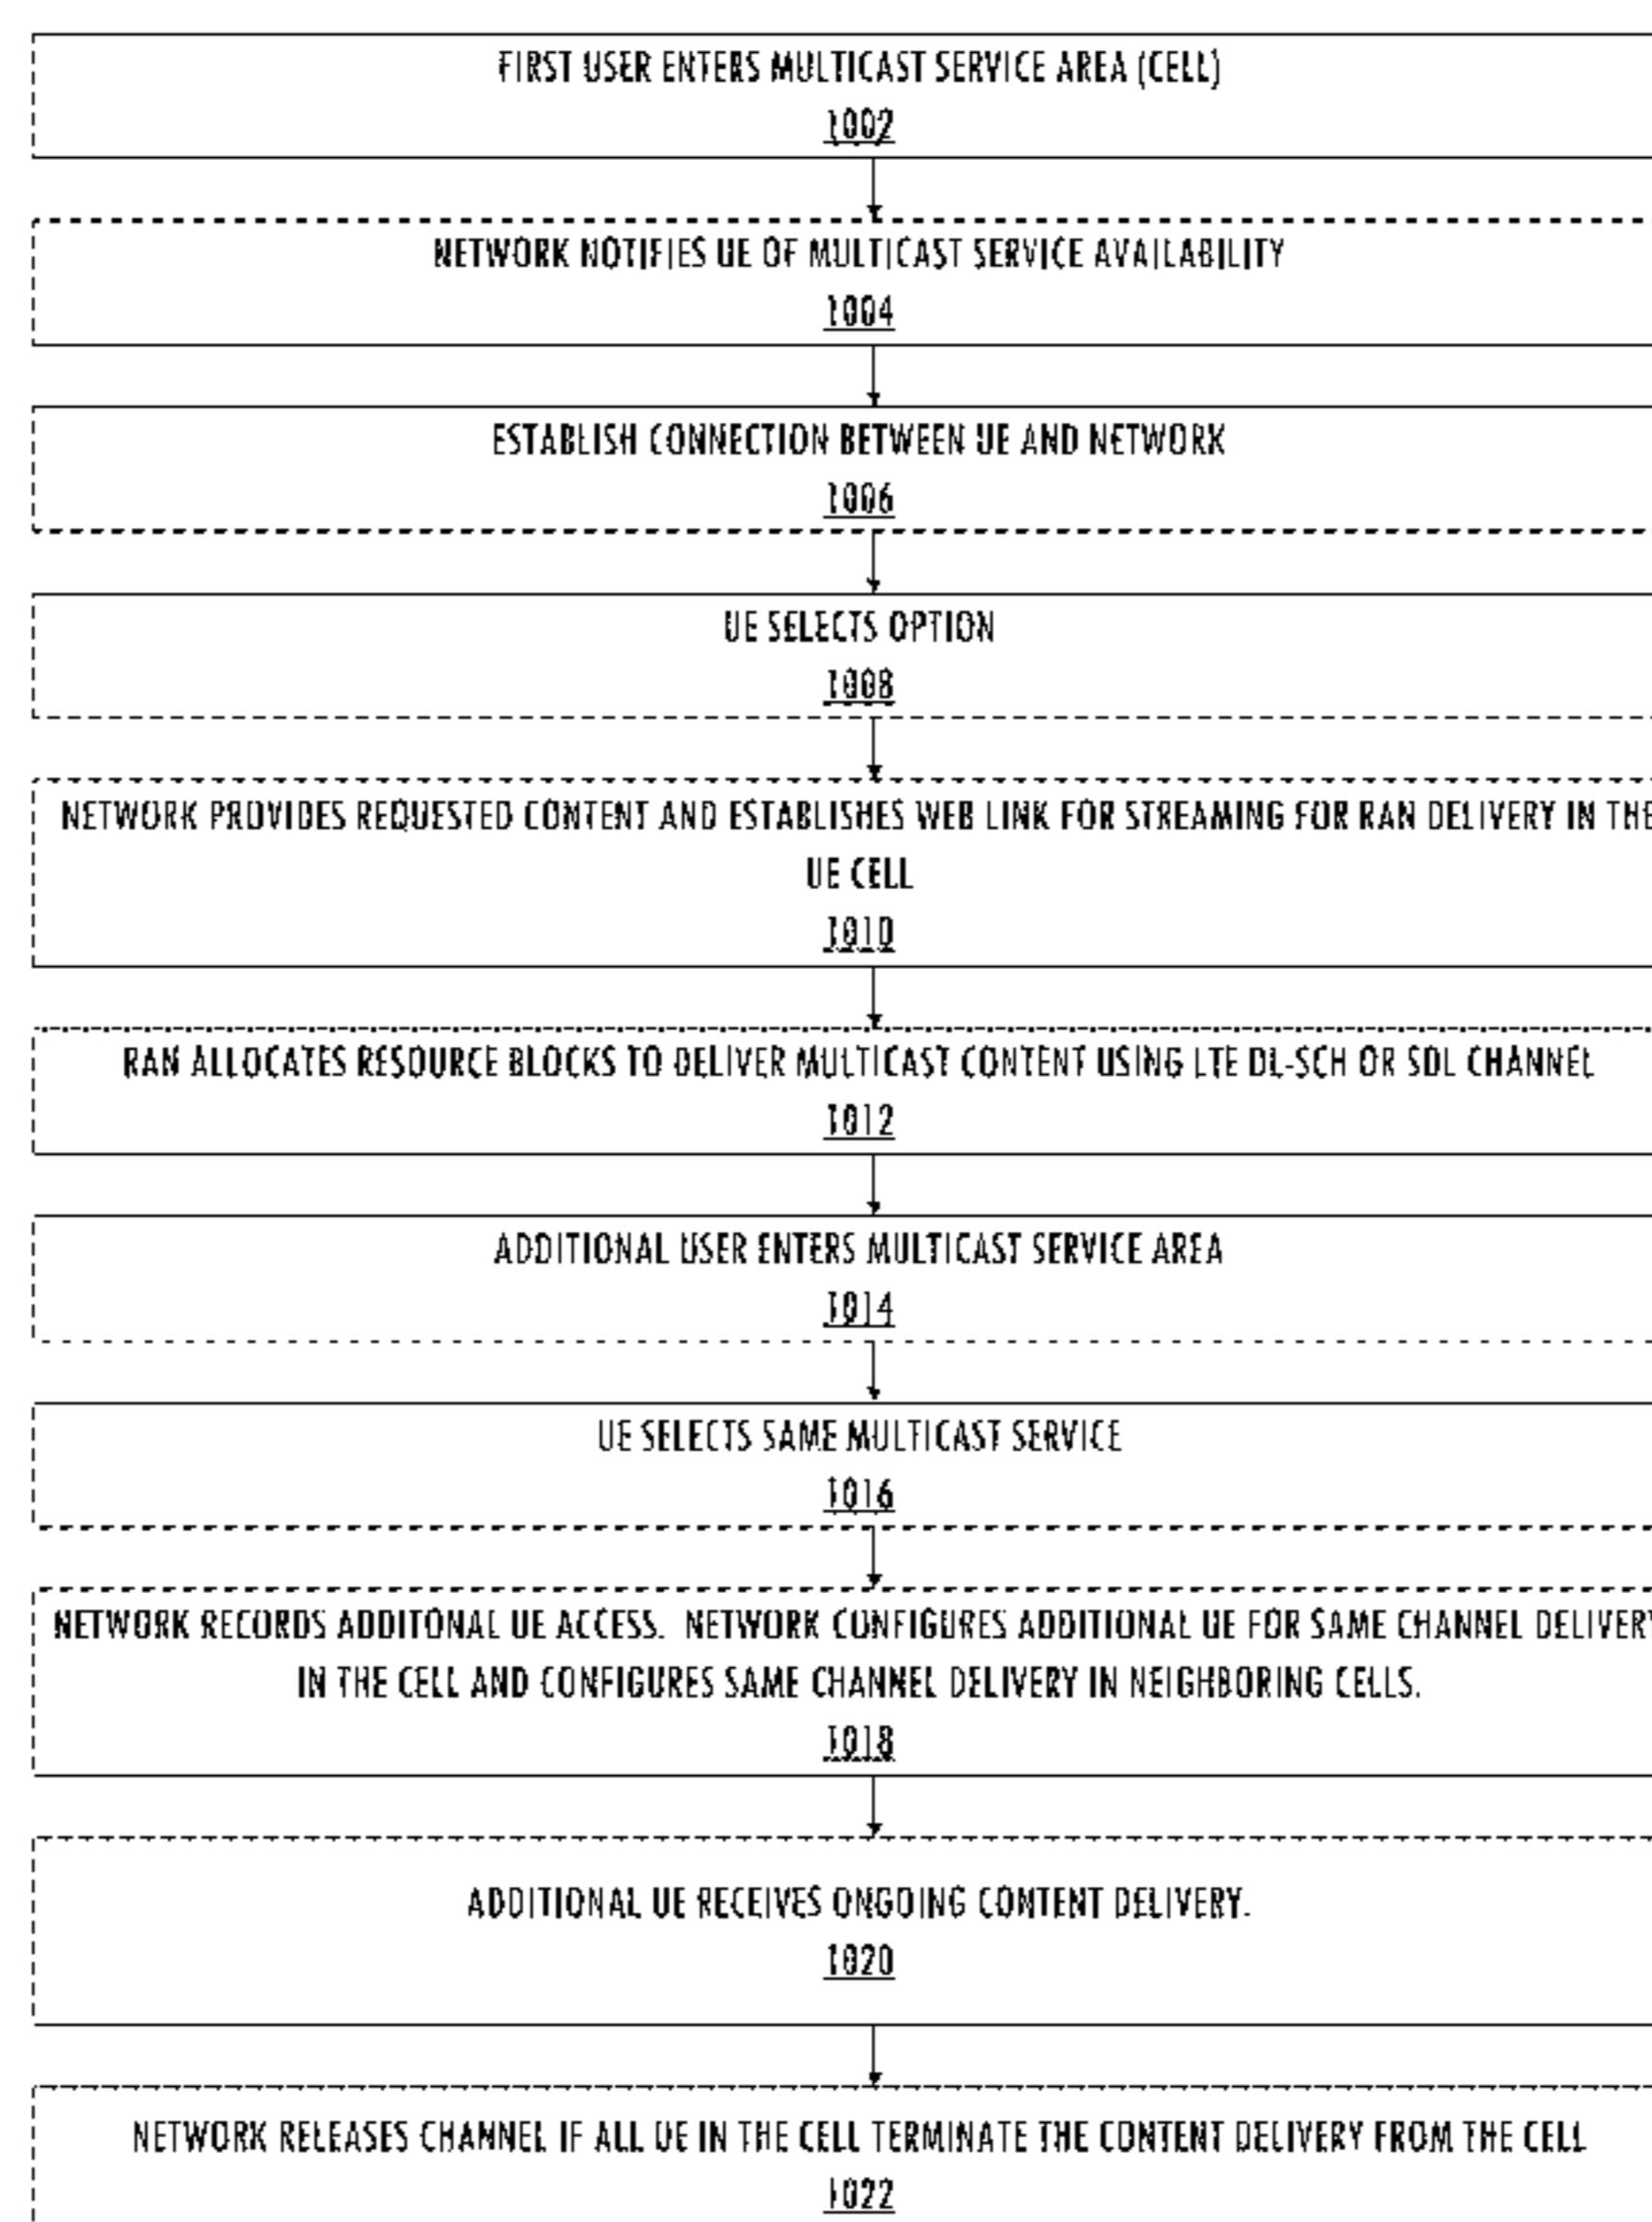 FIRST USER ENTERS MULTICAST SERVICE AREA (CELL)
1002
NETWORK NOTIFIES UE OF MULTICAST SERVICE AVAILABILITY
1004
ESTABLISH CONNECTION BETWEEN UE AND NETWORK
1006
UE SELECTS OPTION
1008
NETWORK PROVIDES REQUESTED CONTENT AND ESTABLISHES WEB LINK FOR STREAMING FOR RAN DELIVERY IN THE
UE CELL
1010
RAN ALLOCATES RESOURCE BLOCKS TO DELIVER MULTICAST CONTENT USING LTE DL-SCH OR SDL CHANNEL
1012
ADDITIONAL USER ENTERS MULTICAST SERVICE AREA
1014
UE SELECTS SAME MULTICAST SERVICE
1016
NETWORK RECORDS ADDITONAL UE ACCESS. NETWORK CONFIGURES ADDITIONAL UE FOR SAME CHANNEL DELIVERY
IN THE CELL AND CONFIGURES SAME CHANNEL DELIVERY IN NEIGHBORING CELLS.
1018
ADDITIONAL UE RECEIVES ONGOING CONTENT DELIVERY.
1020
NETWORK RELEASES CHANNEL IF ALL UE IN THE CELL TERMINATE THE CONTENT DELIVERY FROM THE CELL
1022